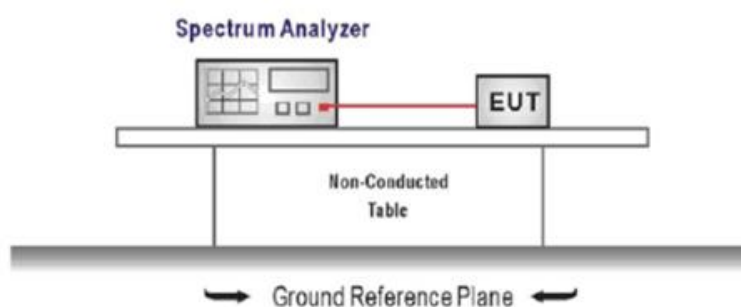 Spectrum Analyzer
EUT
Non-Conducted
Table
Ground Reference Plane